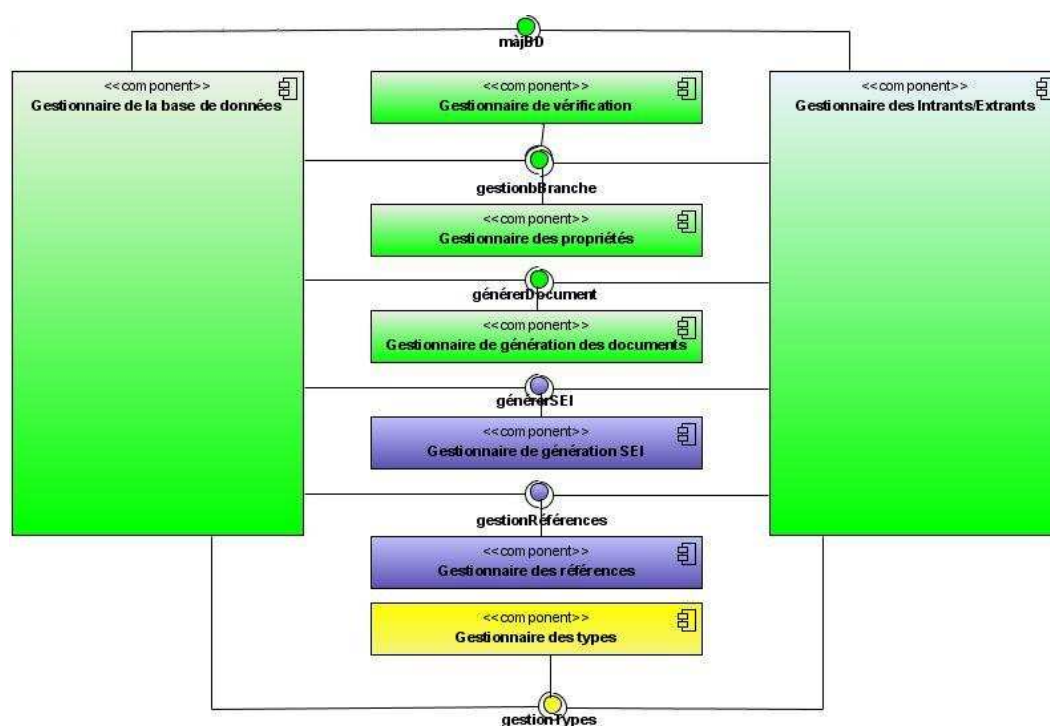 màjBD
<<component>>
Gestionnaire de la base de données
<<component>>
Gestionnaire de vérification
<<component>>
Gestionnaire des Intrants/Extrants
gestionbBranche
<<component>>
Gestionnaire des propriétés
générerDocument
<<component>>
Gestionnaire de génération des documents
générerSEI
<<component>>
Gestionnaire de génération SEI
gestionRéférences
<<component>>
Gestionnaire des références
<<component>>
Gestionnaire des types
gestionTypes